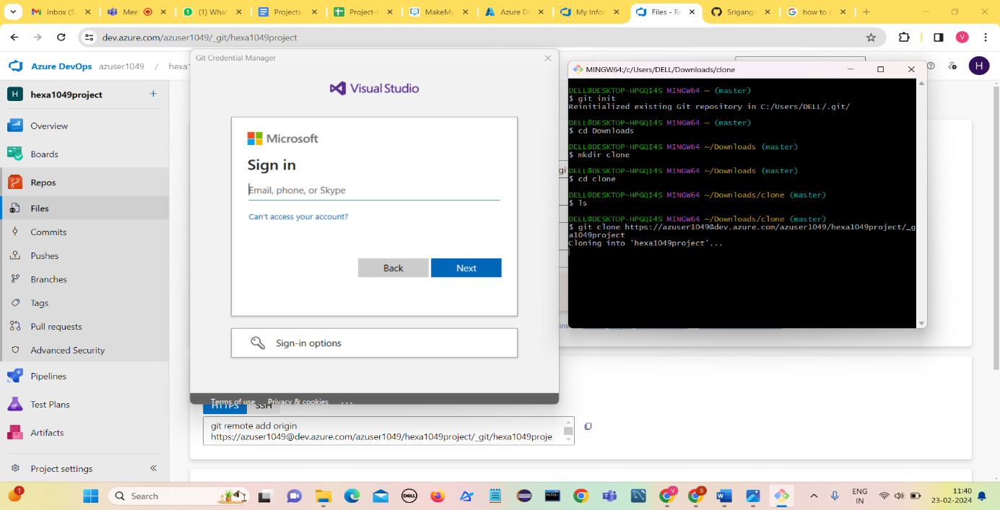 Inbox (5.
Mee
(1) What
Projects
Project-I
MakeMy
Azure D
My Infor
Files - Re
Srigang
how to g
dev.azure.com/azuser1049/_git/hexa1049project
V
Azure DevOps azuser1049 / hexa1
H
H hexa1049project
Overview
Boards
Repos
Files
Commits
Pushes
Branches
Tags
Pull requests
Advanced Security
Pipelines
Test Plans
Artifacts
Project settings
Git Credential Manager
Visual Studio
Microsoft
Sign in
Email, phone, or Skype
Can't access your account?
Back
Next
Sign-in options
Terms of use Privacy & cookies ...
HTTPS SSH
git remote add origin
https://azuser1049@dev.azure.com/azuser1049/hexa1049project/_git/hexa1049proje
gi
ins
MINGW64:/c/Users/DELL/Downloads/clone
DELL@DESKTOP-HPGQI4S MINGW64 ~ (master)
$ git init
Reinitialized existing Git repository in C:/Users/DELL/.git/
DELL@DESKTOP-HPGQI4S MINGW64 ~ (master)
$ cd Downloads
DELL@DESKTOP-HPGQI4S MINGW64 ~/Downloads (master)
$ mkdir clone
DELL@DESKTOP-HPGQI4S MINGW64 ~/Downloads (master)
$ cd clone
DELL@DESKTOP-HPGQI4S MINGW64 ~/Downloads/clone (master)
$ ls
DELL@DESKTOP-HPGQI4S MINGW64 ~/Downloads/clone (master)
$ git clone https://azuser1049@dev.azure.com/azuser1049/hexa1049project/_g
a1049project
Cloning into 'hexa1049project'...
1
Search
DELL
ENG
IN
11:40
23-02-2024